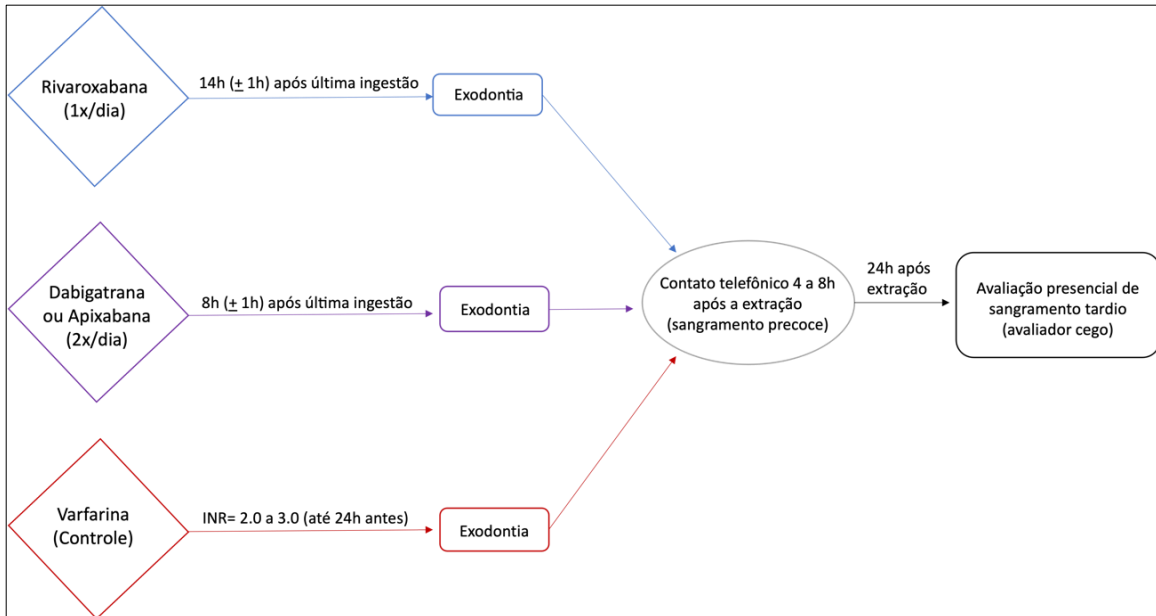 Rivaroxabana
(1x/dia)
14h (± 1h) após última ingestão
Exodontia
Dabigatrana
ou Apixabana
(2x/dia)
8h (± 1h) após última ingestão
Exodontia
Varfarina
(Controle)
INR= 2.0 a 3.0 (até 24h antes)
Exodontia
Contato telefônico 4 a 8h
após a extração
(sangramento precoce)
24h após
extração
Avaliação presencial de
sangramento tardio
(avaliador cego)